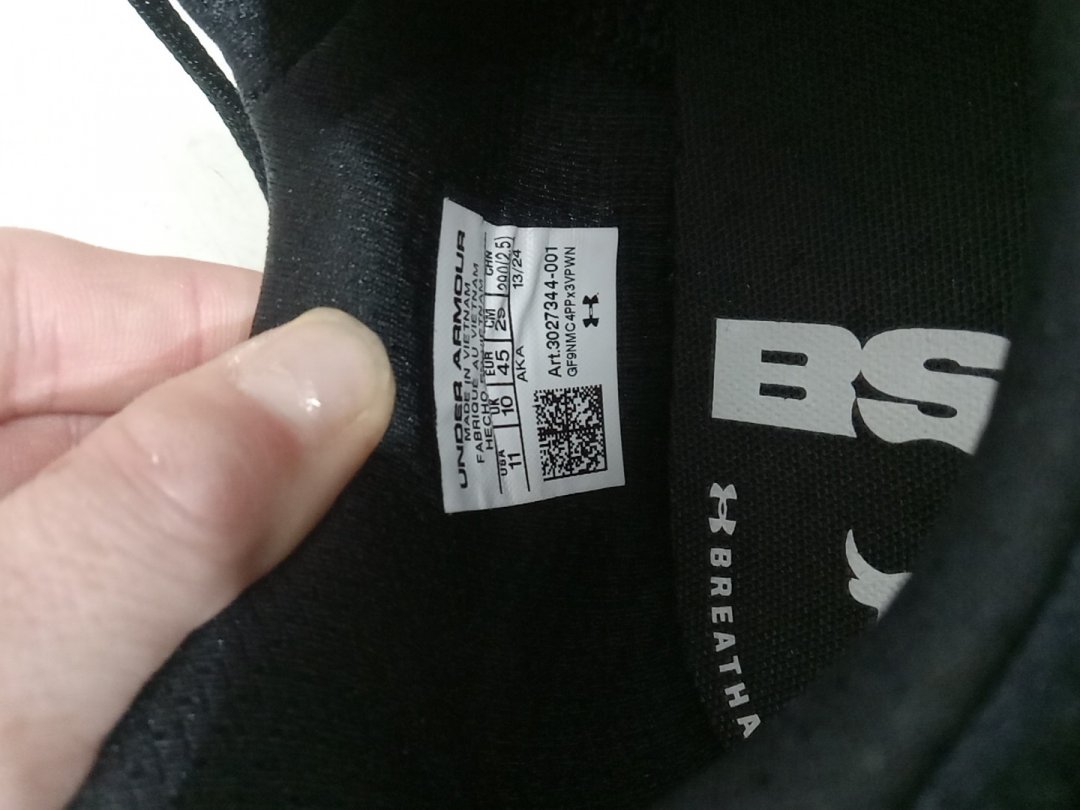 UNDER ARMOUR
MADE IN VIETNAM
FABRIQUÉ AU VIETNAM
HECHO VIETNAM
USA UK EUR CM CHN
11 10 45 29 290(2.5)
AKA 13/24
Art.3027344-001
GF9NMC4PPx3VPWN
BS
BREATHA